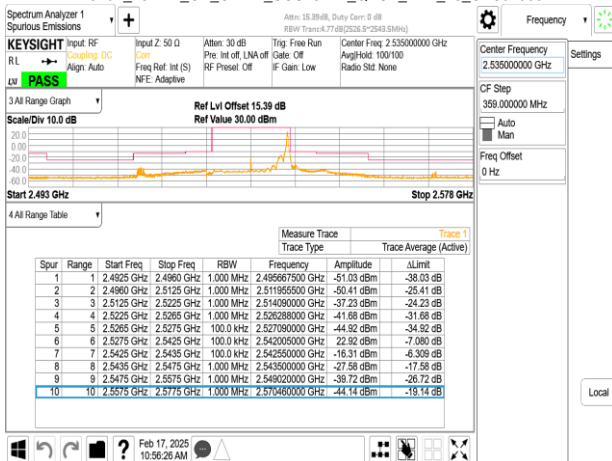 Spectrum Analyzer 1
Spurious Emissions
Attn: 15.39dB, Duty Corr: 0 dB
RBW Trans:4.77dB(2526.5~2543.5MHz)
Frequency
KEYSIGHT
RL
PASS
Input: RF
Coupling: DC
Align: Auto
Input Z: 50 Ω
Corr
Freq Ref: Int (S)
NFE: Adaptive
Atten: 30 dB
Pre: Int off, LNA off
RF Preset: Off
Trig: Free Run
Gate: Off
IF Gain: Low
Center Freq: 2.535000000 GHz
Avg|Hold: 100/100
Radio Std: None
Center Frequency
2.535000000 GHz
Settings
CF Step
359.000000 MHz
Auto
Man
Freq Offset
0 Hz
Local
3 All Range Graph
Scale/Div 10.0 dB
Ref Lvl Offset 15.39 dB
Ref Value 30.00 dBm
20.0
0.00
-20.0
-40.0
-60.0
Start 2.493 GHz
Stop 2.578 GHz
4 All Range Table
Measure Trace Trace 1
Trace Type Trace Average (Active)
Spur Range Start Freq Stop Freq RBW Frequency Amplitude ΔLimit
1 1 2.4925 GHz 2.4960 GHz 1.000 MHz 2.495667500 GHz -51.03 dBm -38.03 dB
2 2 2.4960 GHz 2.5125 GHz 1.000 MHz 2.511955500 GHz -50.41 dBm -25.41 dB
3 3 2.5125 GHz 2.5225 GHz 1.000 MHz 2.514090000 GHz -37.23 dBm -24.23 dB
4 4 2.5225 GHz 2.5265 GHz 1.000 MHz 2.526288000 GHz -41.68 dBm -31.68 dB
5 5 2.5265 GHz 2.5275 GHz 100.0 kHz 2.527090000 GHz -44.92 dBm -34.92 dB
6 6 2.5275 GHz 2.5425 GHz 100.0 kHz 2.542005000 GHz 22.92 dBm -7.080 dB
7 7 2.5425 GHz 2.5435 GHz 100.0 kHz 2.542550000 GHz -16.31 dBm -6.309 dB
8 8 2.5435 GHz 2.5475 GHz 1.000 MHz 2.543500000 GHz -27.58 dBm -17.58 dB
9 9 2.5475 GHz 2.5575 GHz 1.000 MHz 2.549020000 GHz -39.72 dBm -26.72 dB
10 10 2.5575 GHz 2.5775 GHz 1.000 MHz 2.570460000 GHz -44.14 dBm -19.14 dB
Feb 17, 2025
10:56:26 AM